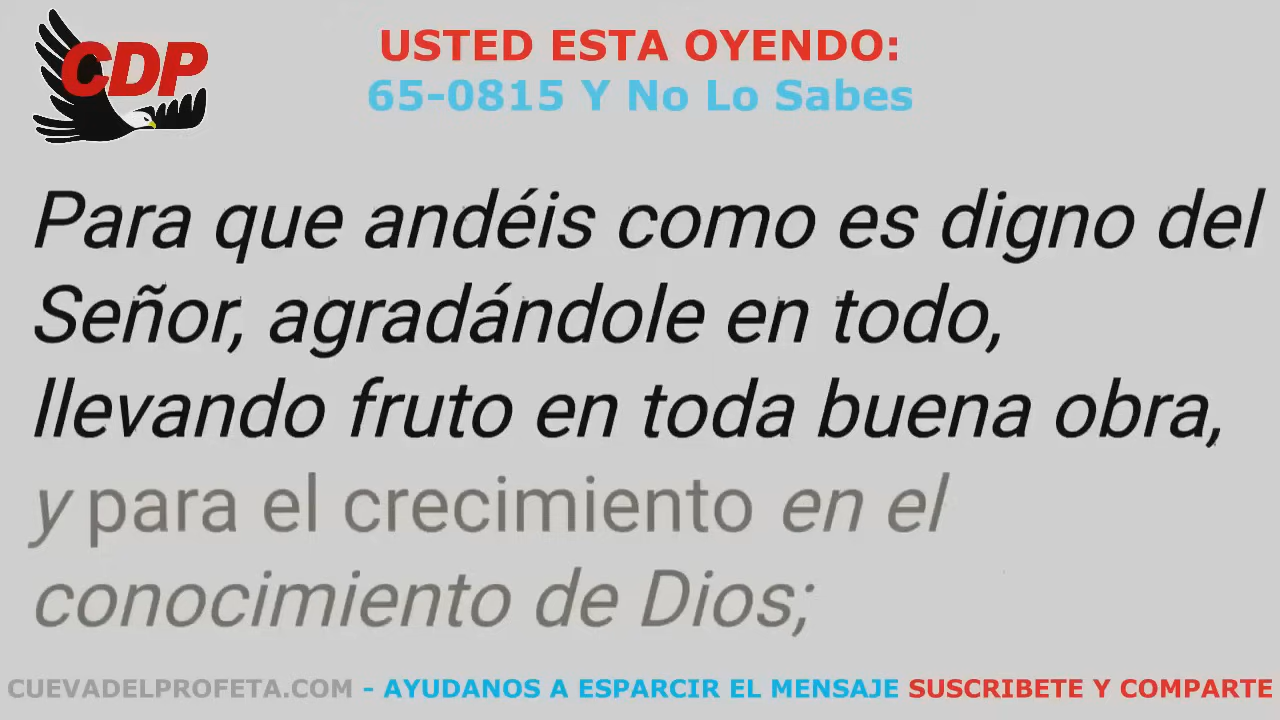 CDP
USTED ESTA OYENDO:
65-0815 Y No Lo Sabes
Para que andéis como es digno del
Señor, agradándole en todo,
llevando fruto en toda buena obra,
y para el crecimiento en el
conocimiento de Dios;
CUEVADELPROFETA.COM - AYUDANOS A ESPARCIR EL MENSAJE SUSCRIBETE Y COMPARTE